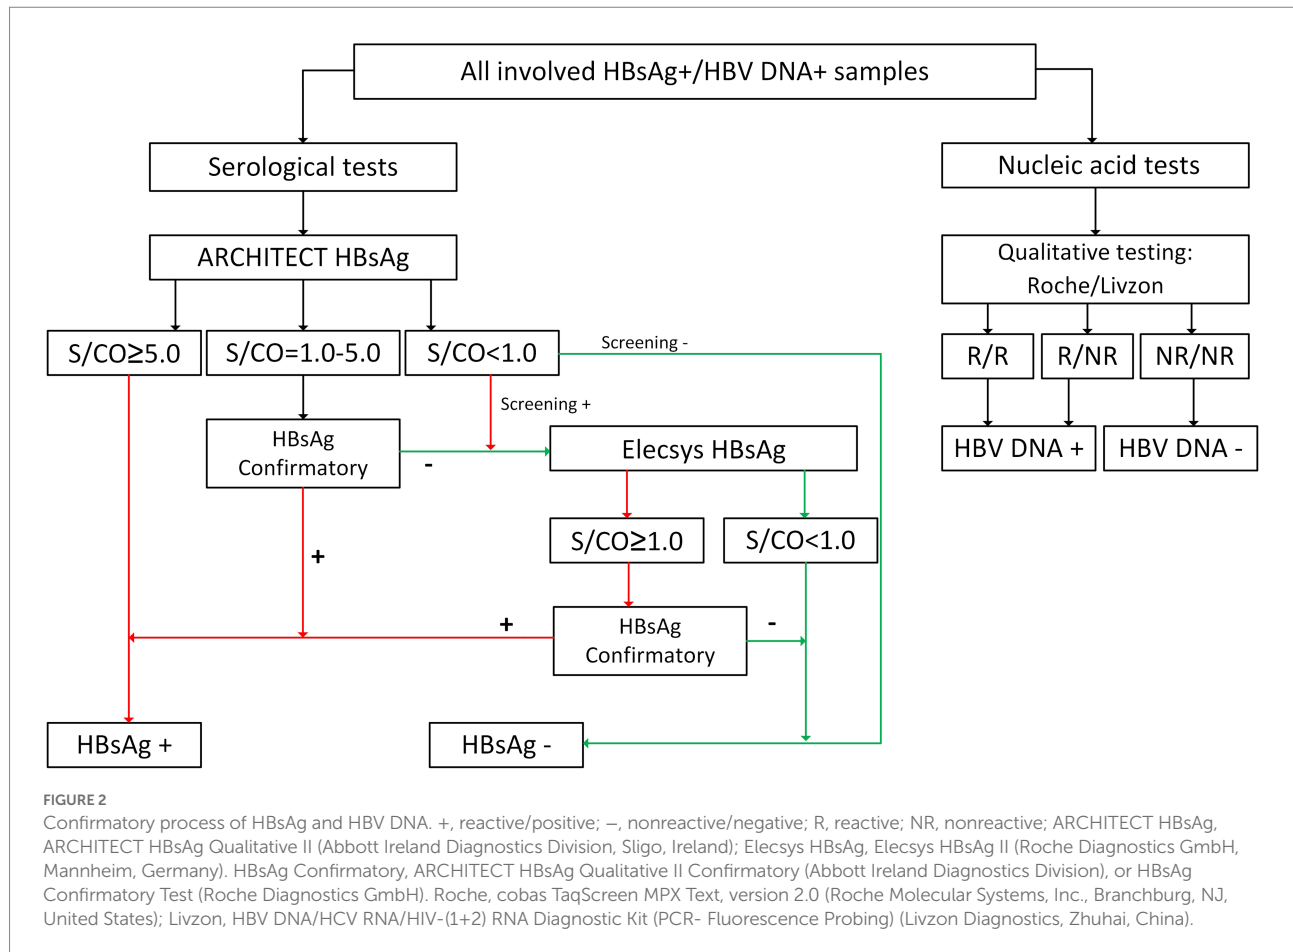 All involved HBsAg+/HBV DNA+ samples
Serological tests
Nucleic acid tests
ARCHITECT HBsAg
Qualitative testing:
Roche/Livzon
S/CO≥5.0
S/CO=1.0-5.0
S/CO<1.0
Screening -
R/R
R/NR
NR/NR
Screening +
HBsAg
Confirmatory
-
Elecsys HBsAg
HBV DNA +
HBV DNA -
S/CO≥1.0
S/CO<1.0
+
+
HBsAg
Confirmatory
-
HBsAg +
HBsAg -
FIGURE 2
Confirmatory process of HBsAg and HBV DNA. +, reactive/positive; −, nonreactive/negative; R, reactive; NR, nonreactive; ARCHITECT HBsAg,
ARCHITECT HBsAg Qualitative II (Abbott Ireland Diagnostics Division, Sligo, Ireland); Elecsys HBsAg, Elecsys HBsAg II (Roche Diagnostics GmbH,
Mannheim, Germany). HBsAg Confirmatory, ARCHITECT HBsAg Qualitative II Confirmatory (Abbott Ireland Diagnostics Division), or HBsAg
Confirmatory Test (Roche Diagnostics GmbH). Roche, cobas TaqScreen MPX Text, version 2.0 (Roche Molecular Systems, Inc., Branchburg, NJ,
United States); Livzon, HBV DNA/HCV RNA/HIV-(1+2) RNA Diagnostic Kit (PCR- Fluorescence Probing) (Livzon Diagnostics, Zhuhai, China).